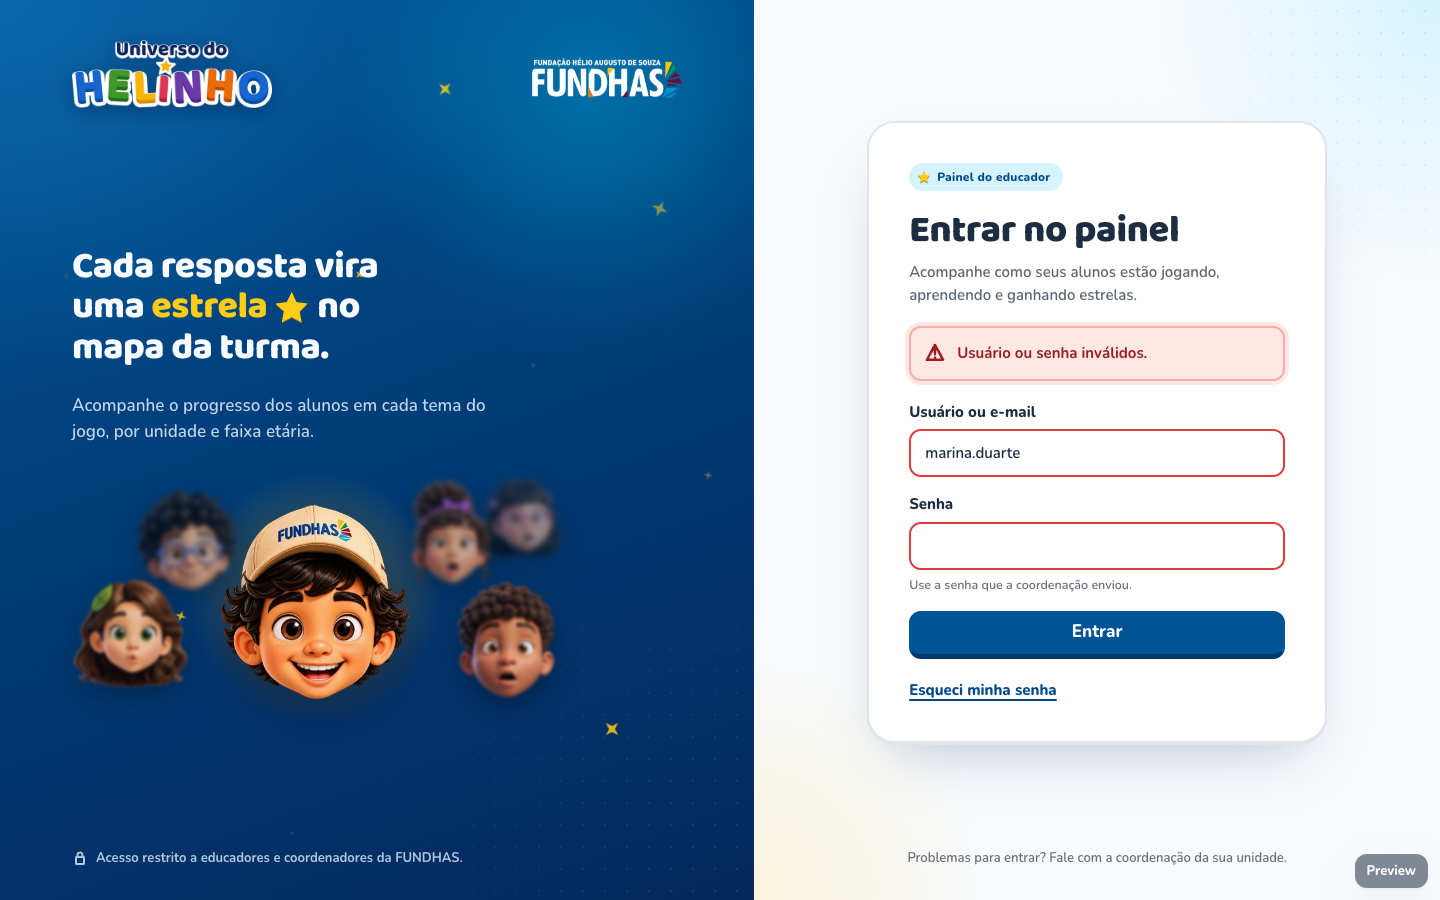 Universo do
HELINHO
FUNDAÇÃO HÉLIO AUGUSTO DE SOUZA
FUNDHAS
Cada resposta vira
uma estrela no
mapa da turma.
Acompanhe o progresso dos alunos em cada tema do
jogo, por unidade e faixa etária.
FUNDHAS
Acesso restrito a educadores e coordenadores da FUNDHAS.
Painel do educador
Entrar no painel
Acompanhe como seus alunos estão jogando,
aprendendo e ganhando estrelas.
Usuário ou senha inválidos.
Usuário ou e-mail
marina.duarte
Senha
Use a senha que a coordenação enviou.
Entrar
Esqueci minha senha
Problemas para entrar? Fale com a coordenação da sua unidade.
Preview